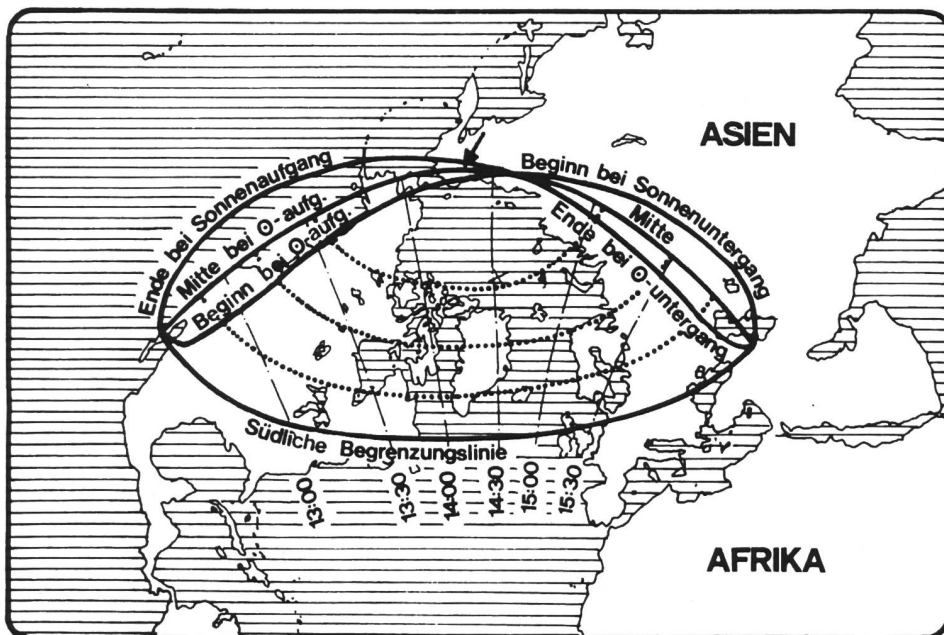 ASIEN
Ende bei Sonnenaufgang
Mitte bei ʘ-aufg.
Beginn bei ʘ-aufg.
Beginn bei Sonnenuntergang
Mitte
Ende bei ʘ-untergang
Südliche Begrenzungslinie
13:00
13:30
14:00
14:30
15:00
15:30
AFRIKA